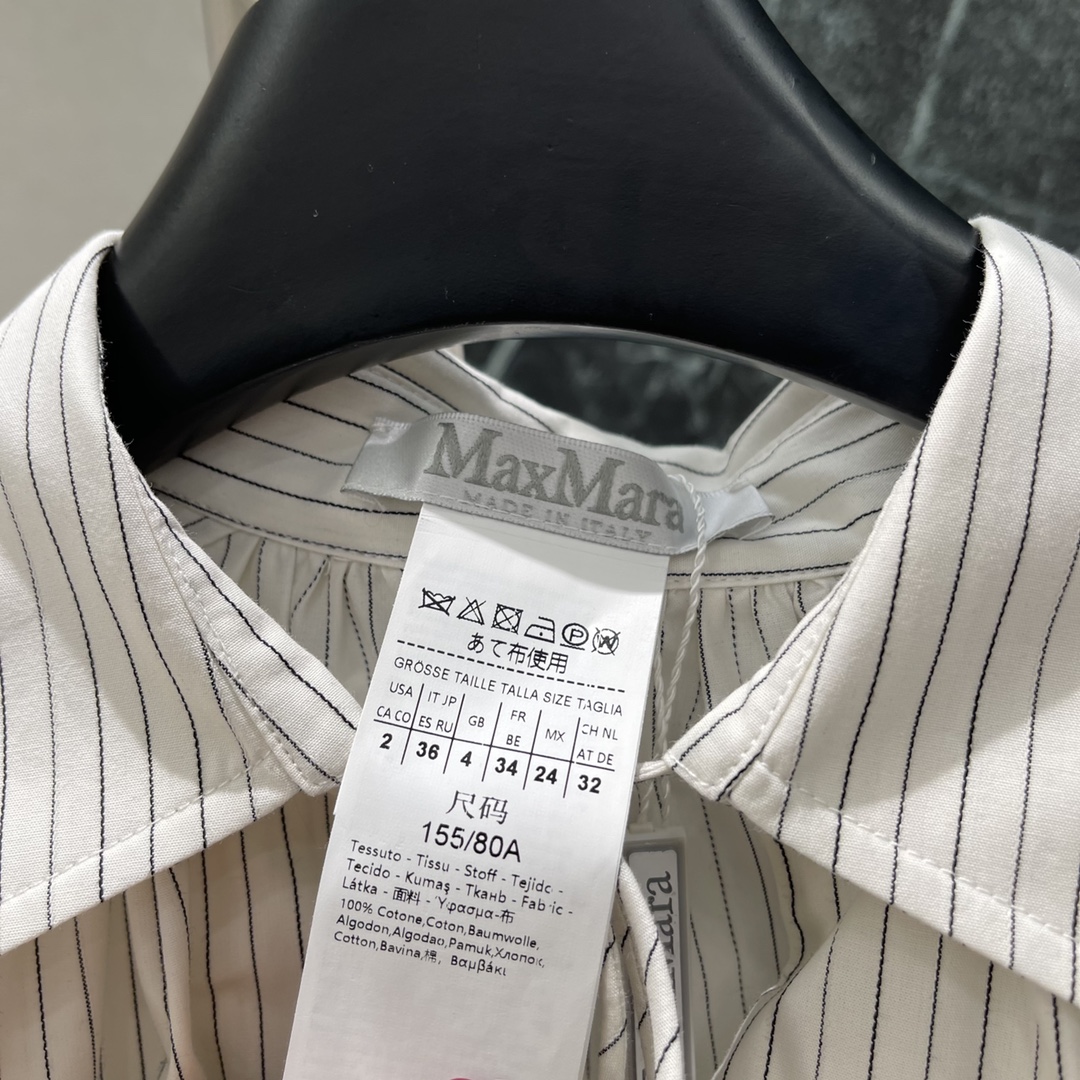 MaxMara
MADE IN ITALY
P W
あて布使用
GRÖSSE TAILLE TALLA SIZE TAGLIA
USA IT JP GB FR MX CH NL
CA CO ES RU BE AT DE
2 36 4 34 24 32
尺码
155/80A
Tessuto - Tissu - Stoff - Tejido -
Tecido - Kumaş - Ткань - Fabric -
Látka - 面料 - Ύφασμα-布
100% Cotone,Coton,Baumwolle,
Algodon,Algodao,Pamuk,Хлопок,
Cotton,Bavlna,棉, Βαμβάκι
Mara